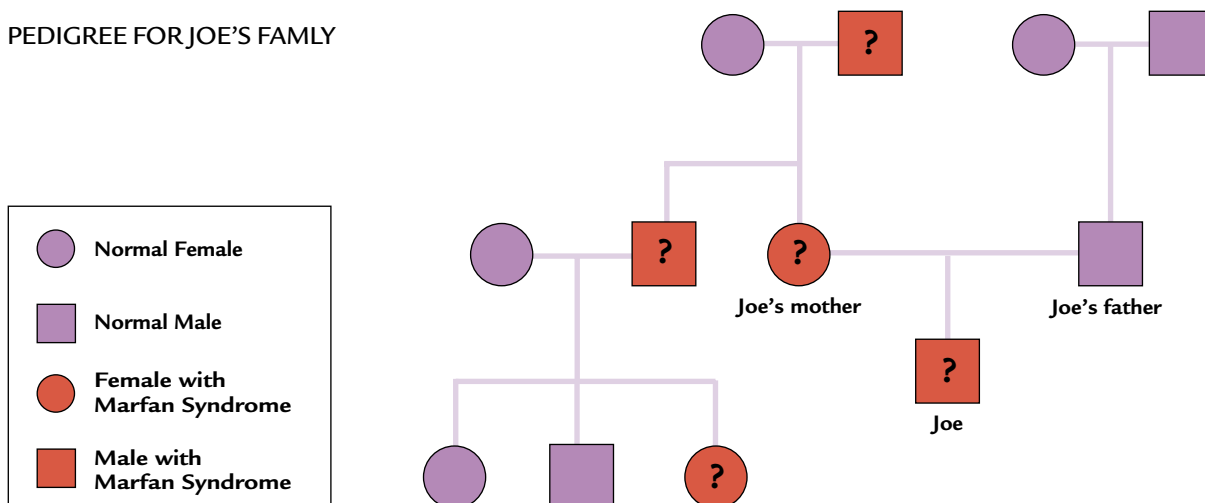 PEDIGREE FOR JOE'S FAMLY
?
?
?
?
?
?
Joe's mother
Joe's father
Joe
Normal Female
Normal Male
Female with
Marfan Syndrome
Male with
Marfan Syndrome